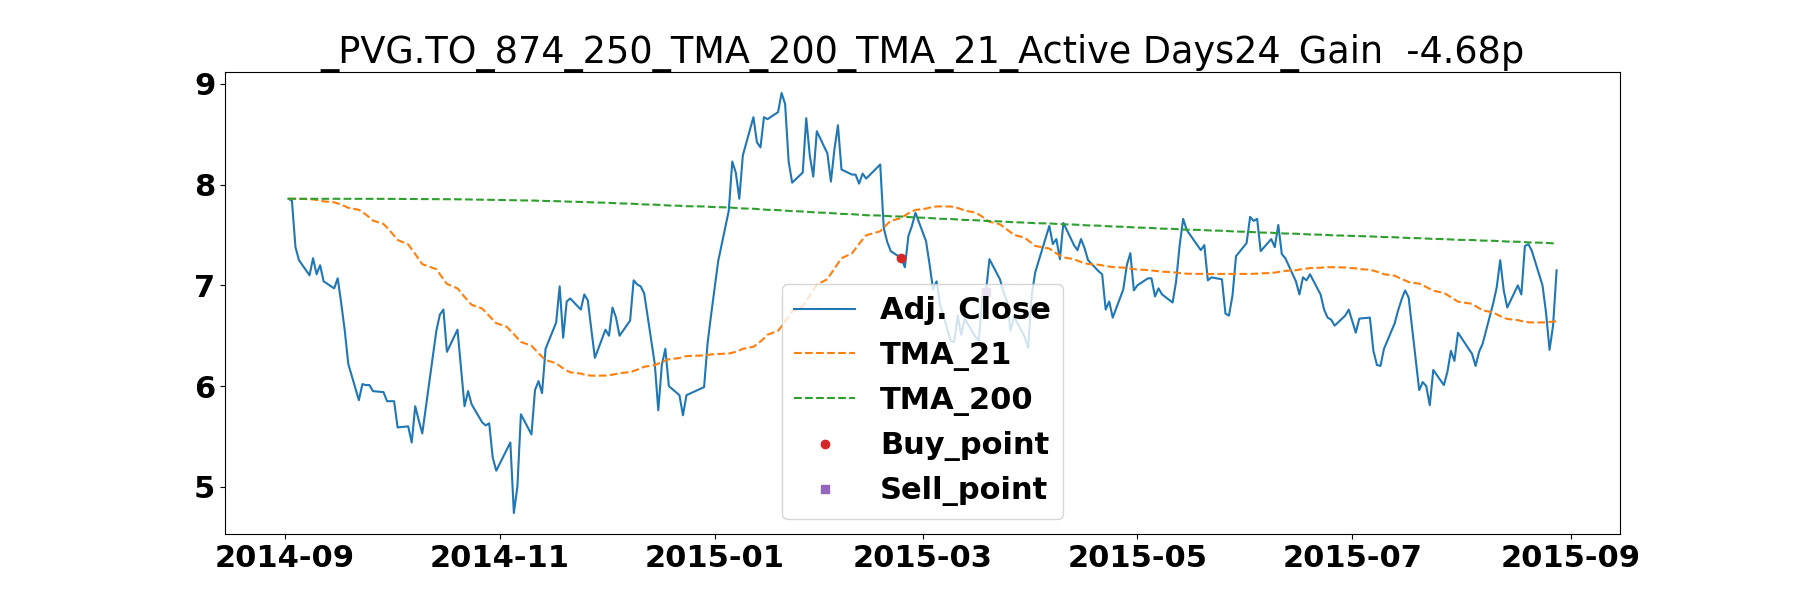 _PVG.TO_874_250_TMA_200_TMA_21_Active Days24_Gain  -4.68p
9
8
7
6
5
Adj. Close
TMA_21
TMA_200
Buy_point
Sell_point
2014-09 2014-11 2015-01 2015-03 2015-05 2015-07 2015-09